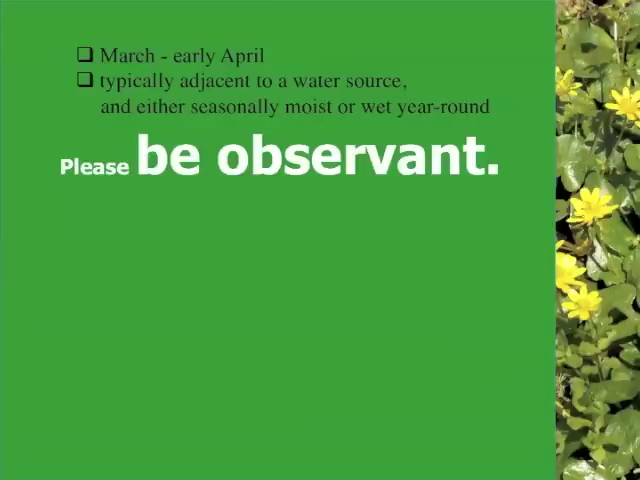 ❑ March - early April
❑ typically adjacent to a water source,
and either seasonally moist or wet year-round
Please be observant.